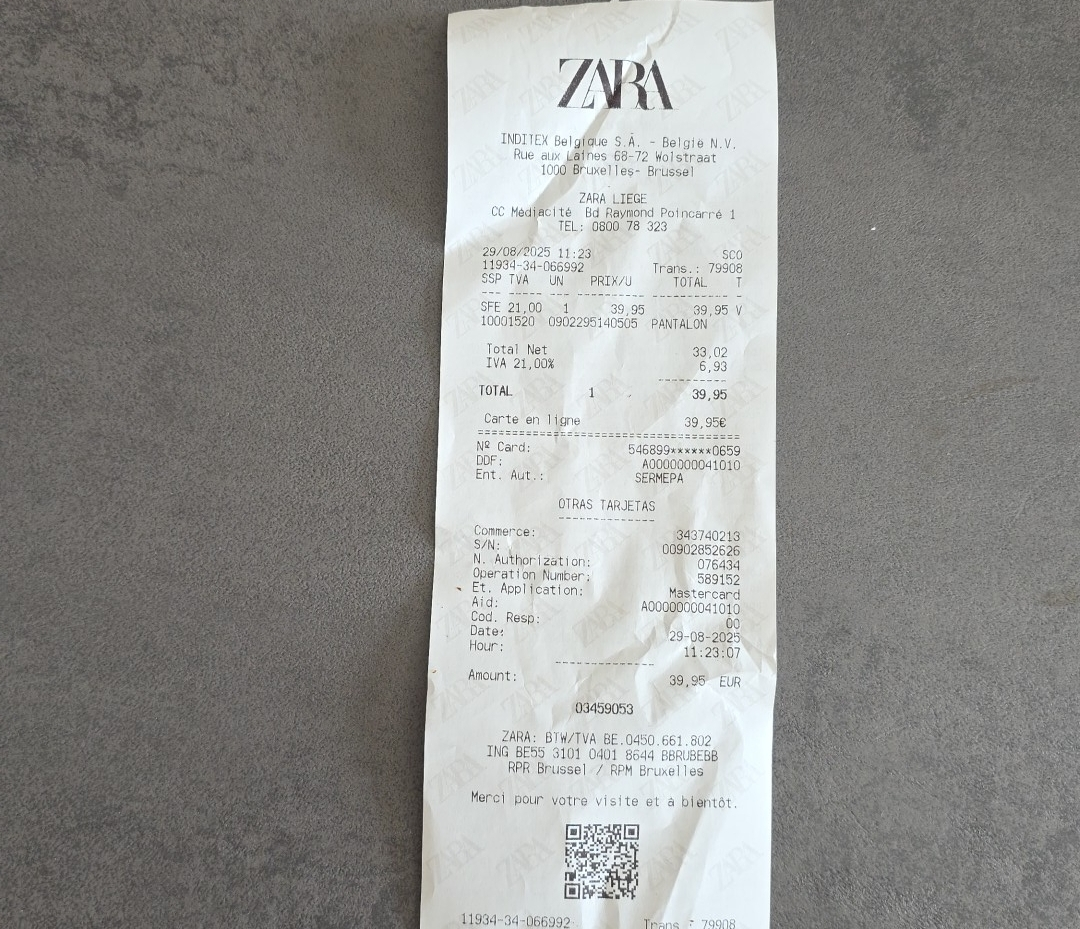 ZARA
INDITEX Belgique S.A. - België N.V.
Rue aux Laines 68-72 Wolstraat
1000 Bruxelles- Brussel
ZARA LIEGE
CC Médiacité Bd Raymond Poincarré 1
TEL: 0800 78 323
29/08/2025 11:23 SCO
11934-34-066992 Trans.: 79908
SSP TVA UN PRIX/U TOTAL T
SFE 21,00 1 39,95 39,95 V
10001520 0902295140505 PANTALON
Total Net 33,02
IVA 21,00% 6,93
TOTAL 1 39,95
Carte en ligne 39,95€
Nº Card: 546899******0659
DDF: A0000000041010
Ent. Aut.: SERMEPA
OTRAS TARJETAS
Commerce: 343740213
S/N: 00902852626
N. Authorization: 076434
Operation Number: 589152
Et. Application: Mastercard
Aid: A0000000041010
Cod. Resp: 00
Date: 29-08-2025
Hour: 11:23:07
Amount: 39,95 EUR
03459053
ZARA: BTW/TVA BE.0450.661.802
ING BE55 3101 0401 8644 BBRUBEBB
RPR Brussel / RPM Bruxelles
Merci pour votre visite et à bientôt.
11934-34-066992 Trans.: 79908